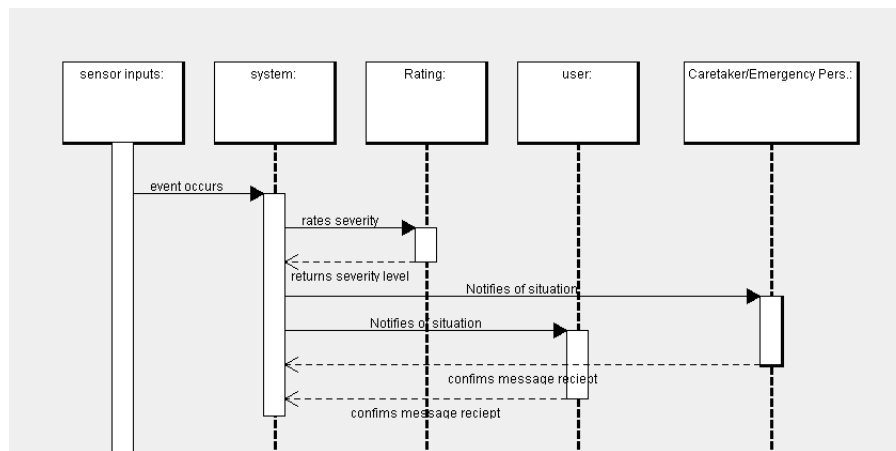 sensor inputs:
system:
Rating:
user:
Caretaker/Emergency Pers.:
event occurs
rates severity
returns severity level
Notifies of situation
Notifies of situation
confims message reciept
confims message reciept